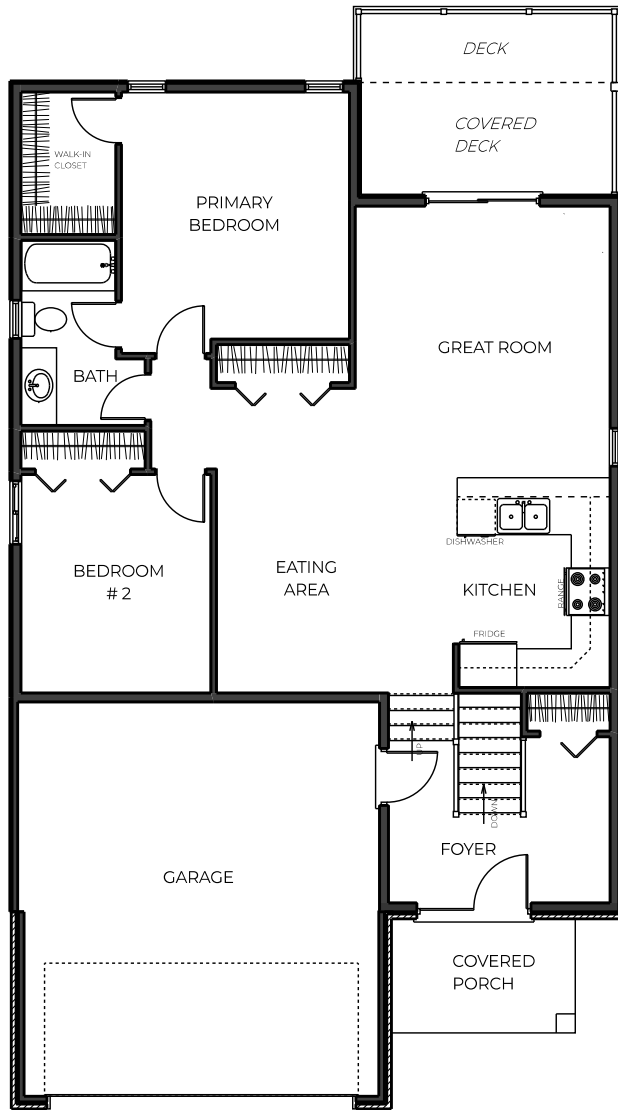 DECK
COVERED
DECK
WALK-IN
CLOSET
PRIMARY
BEDROOM
GREAT ROOM
BATH
DISHWASHER
BEDROOM
# 2
EATING
AREA
KITCHEN
RANGE
FRIDGE
UP
DOWN
FOYER
GARAGE
COVERED
PORCH